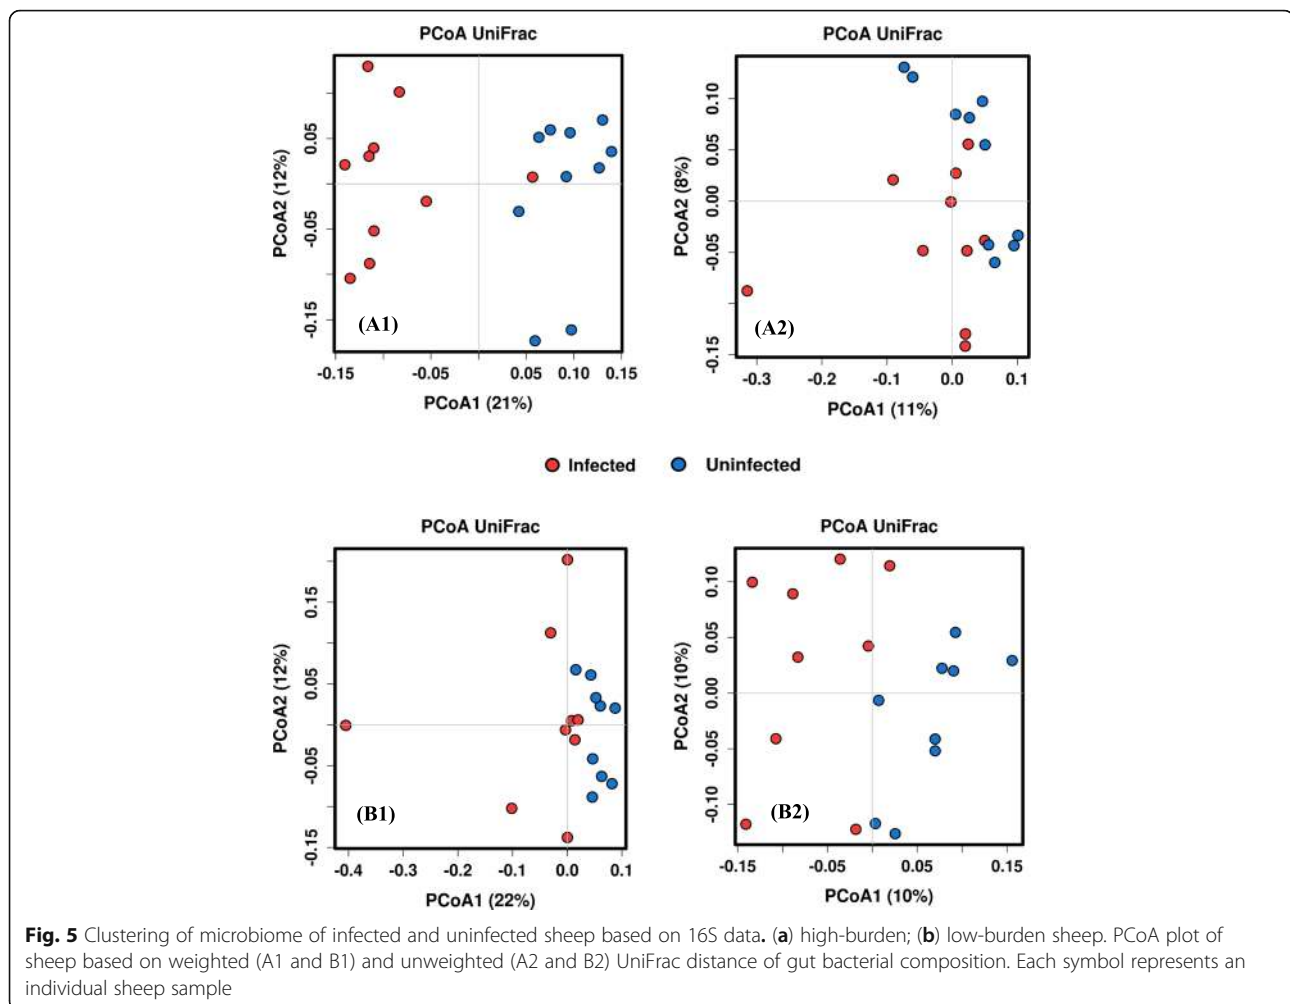 PCoA UniFrac
PCoA2 (12%)
0.05
-0.05
-0.15
(A1)
-0.15
-0.05
0.05
0.10
0.15
PCoA1 (21%)
PCoA UniFrac
PCoA2 (8%)
0.10
0.05
0.00
-0.05
-0.15
(A2)
-0.3
-0.2
-0.1
0.0
0.1
PCoA1 (11%)
Infected
Uninfected
PCoA UniFrac
PCoA2 (12%)
0.15
0.05
-0.05
-0.15
(B1)
-0.4
-0.3
-0.2
-0.1
0.0
0.1
PCoA1 (22%)
PCoA UniFrac
PCoA2 (10%)
0.10
0.05
0.00
-0.05
-0.10
(B2)
-0.15
-0.05
0.05
0.15
PCoA1 (10%)
Fig. 5 Clustering of microbiome of infected and uninfected sheep based on 16S data. (a) high-burden; (b) low-burden sheep. PCoA plot of
sheep based on weighted (A1 and B1) and unweighted (A2 and B2) UniFrac distance of gut bacterial composition. Each symbol represents an
individual sheep sample